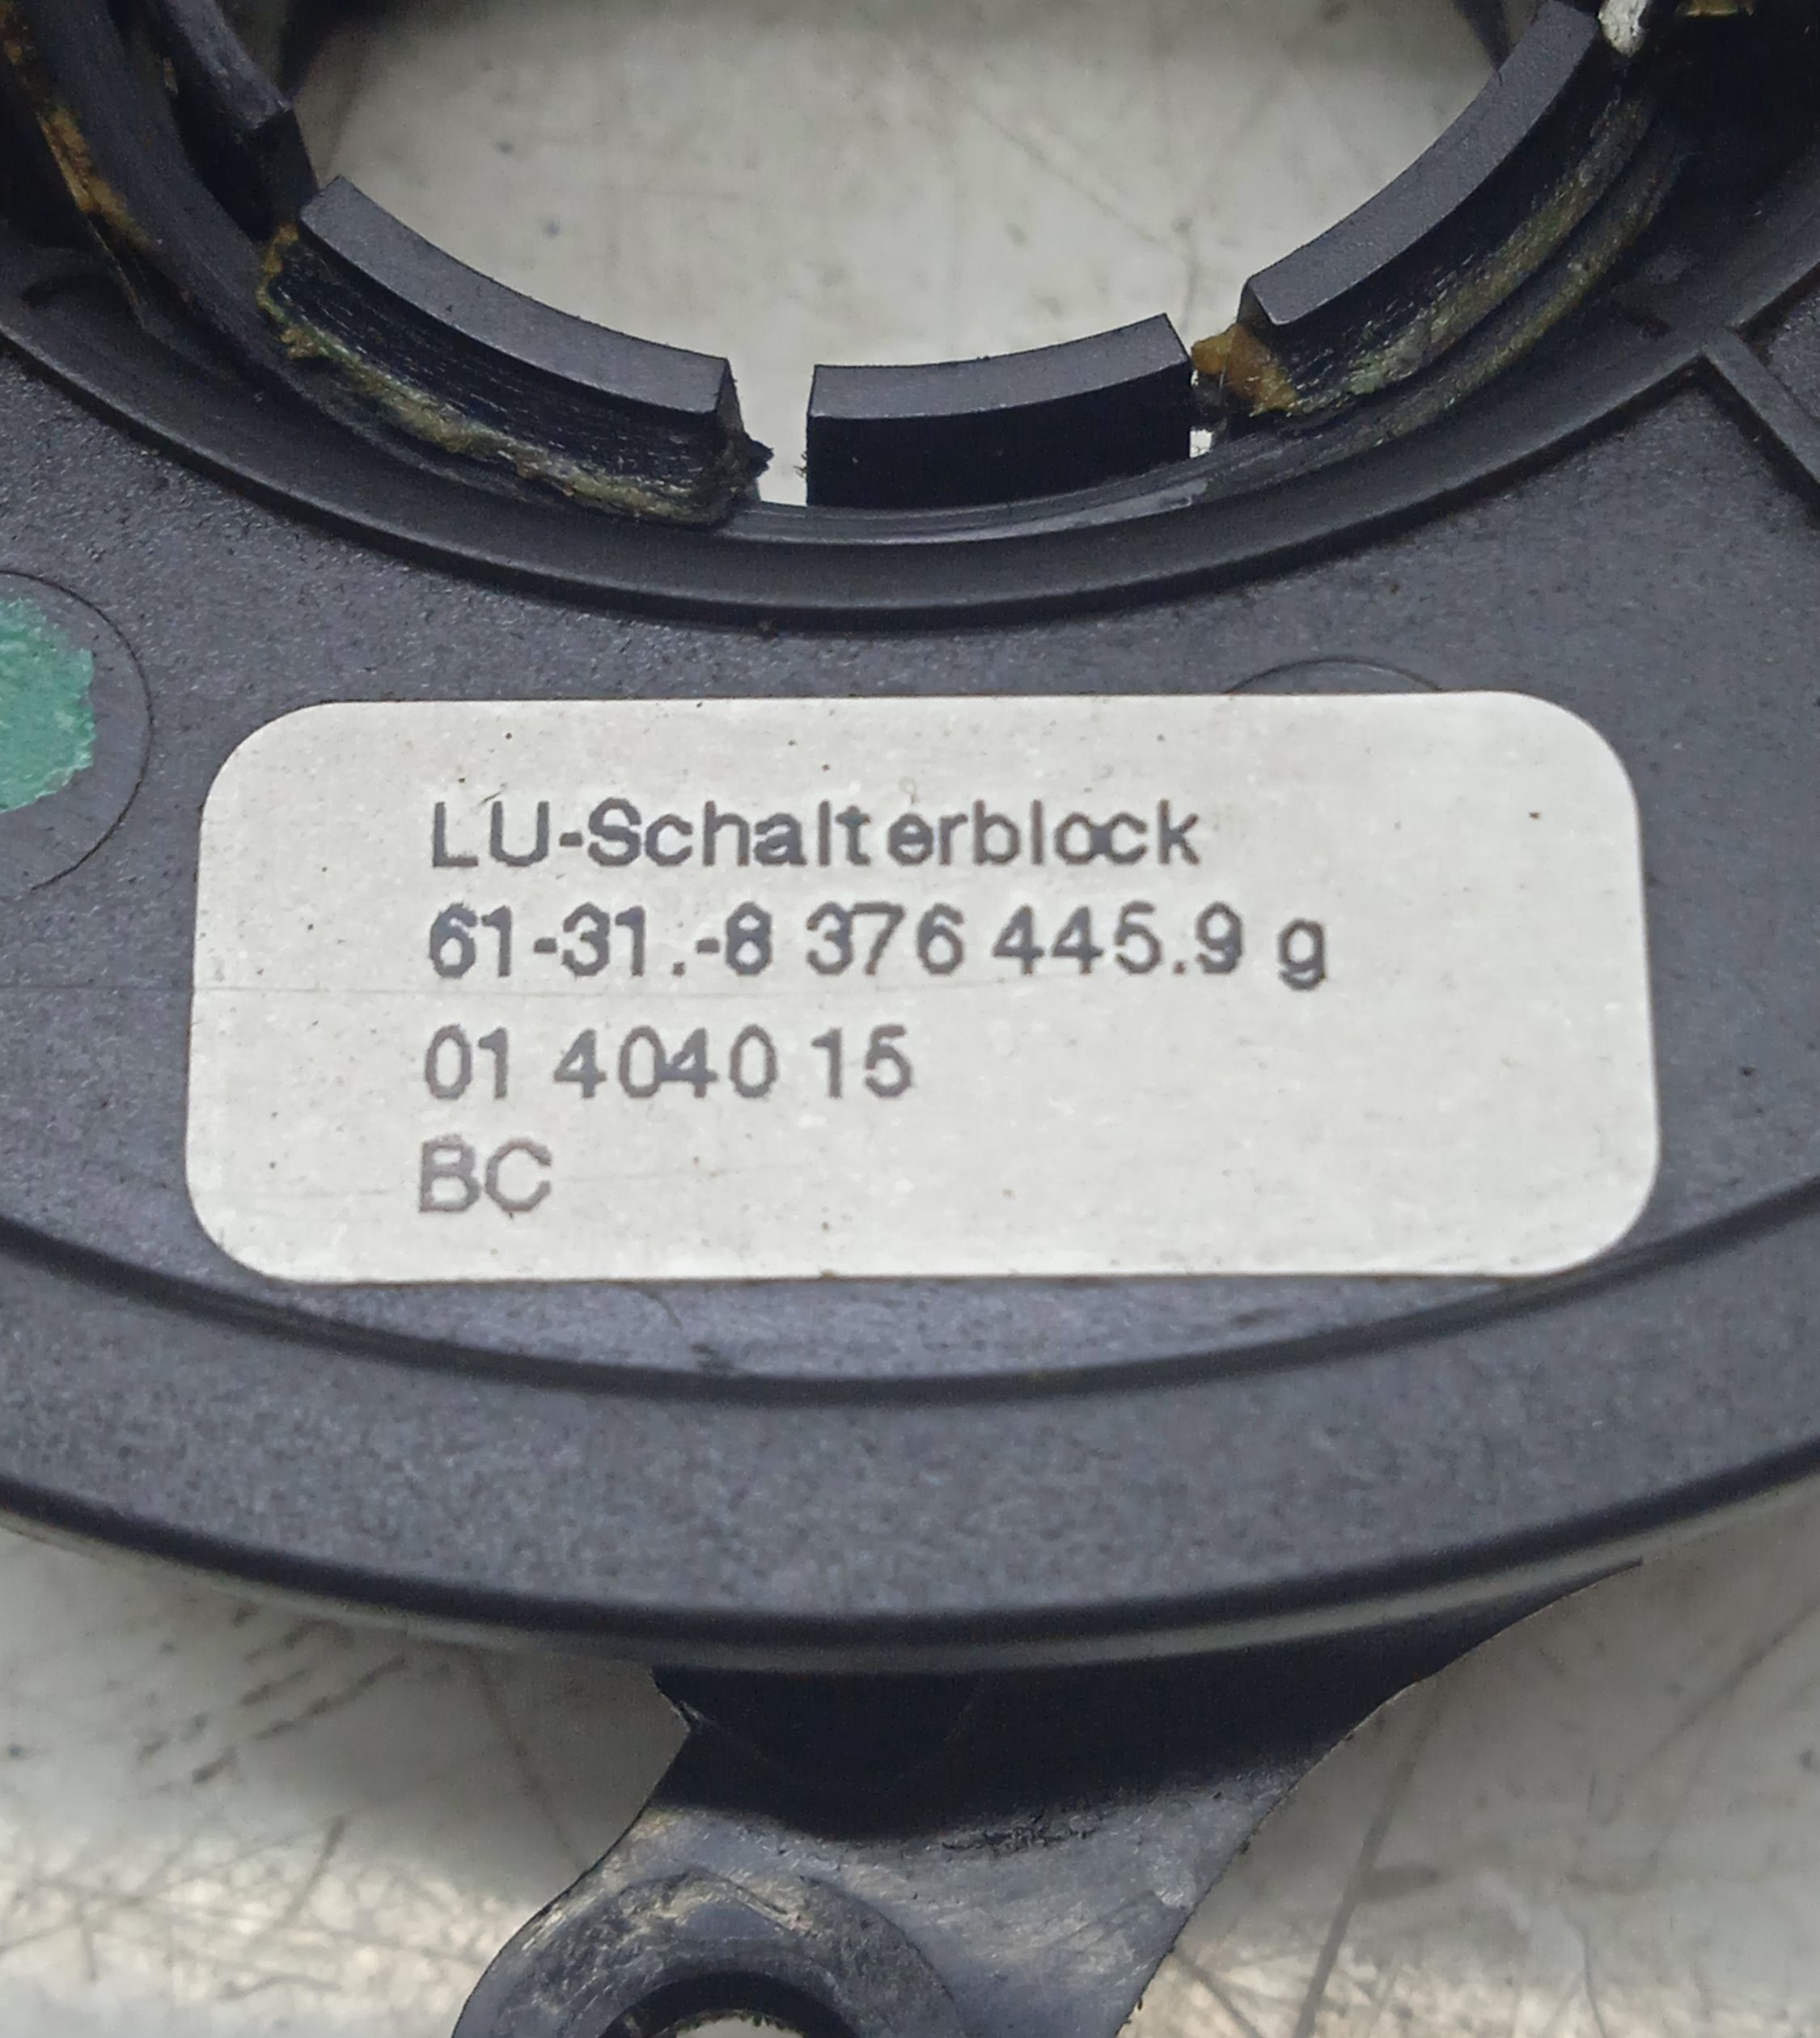 LU-Schalterblock
61-31.-8 376 445.9 g
01 4040 15
BC